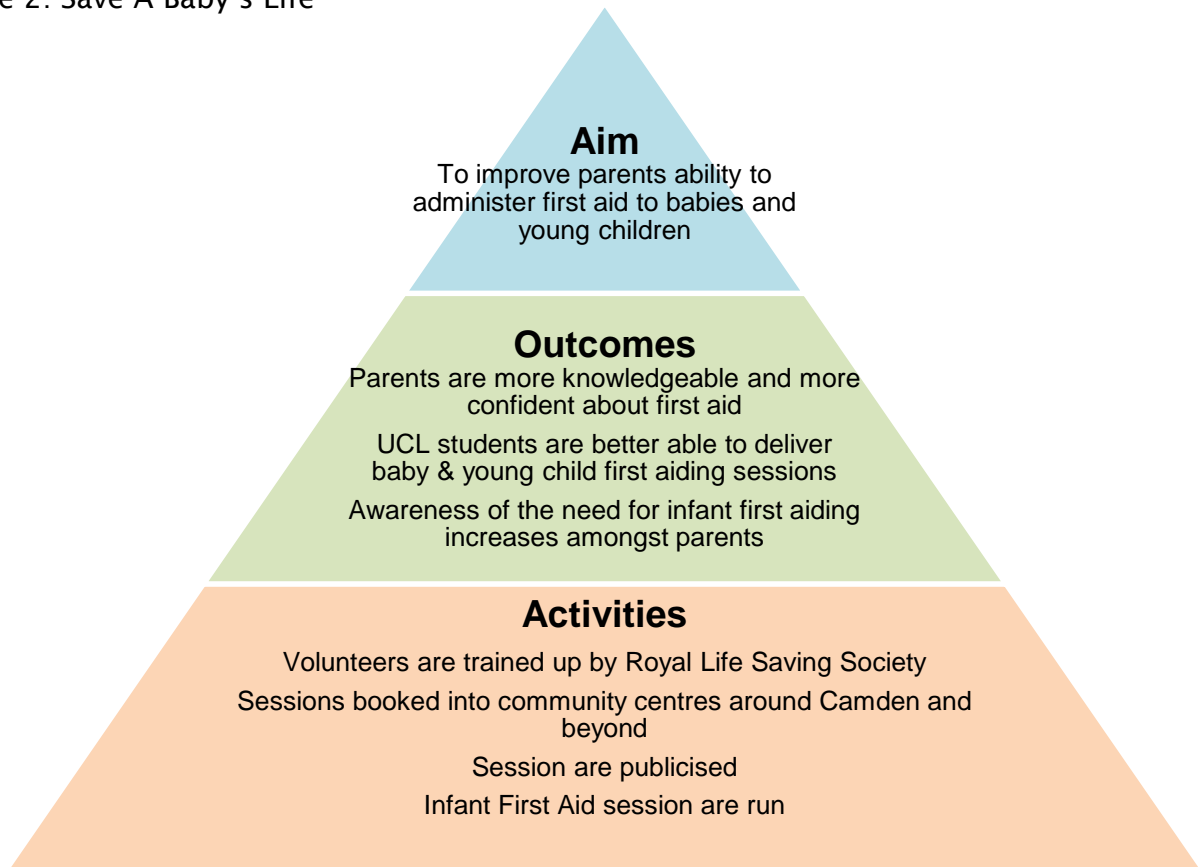 e 2: Save A Baby's Life
Aim
To improve parents ability to
administer first aid to babies and
young children
Outcomes
Parents are more knowledgeable and more
confident about first aid
UCL students are better able to deliver
baby & young child first aiding sessions
Awareness of the need for infant first aiding
increases amongst parents
Activities
Volunteers are trained up by Royal Life Saving Society
Sessions booked into community centres around Camden and
beyond
Session are publicised
Infant First Aid session are run